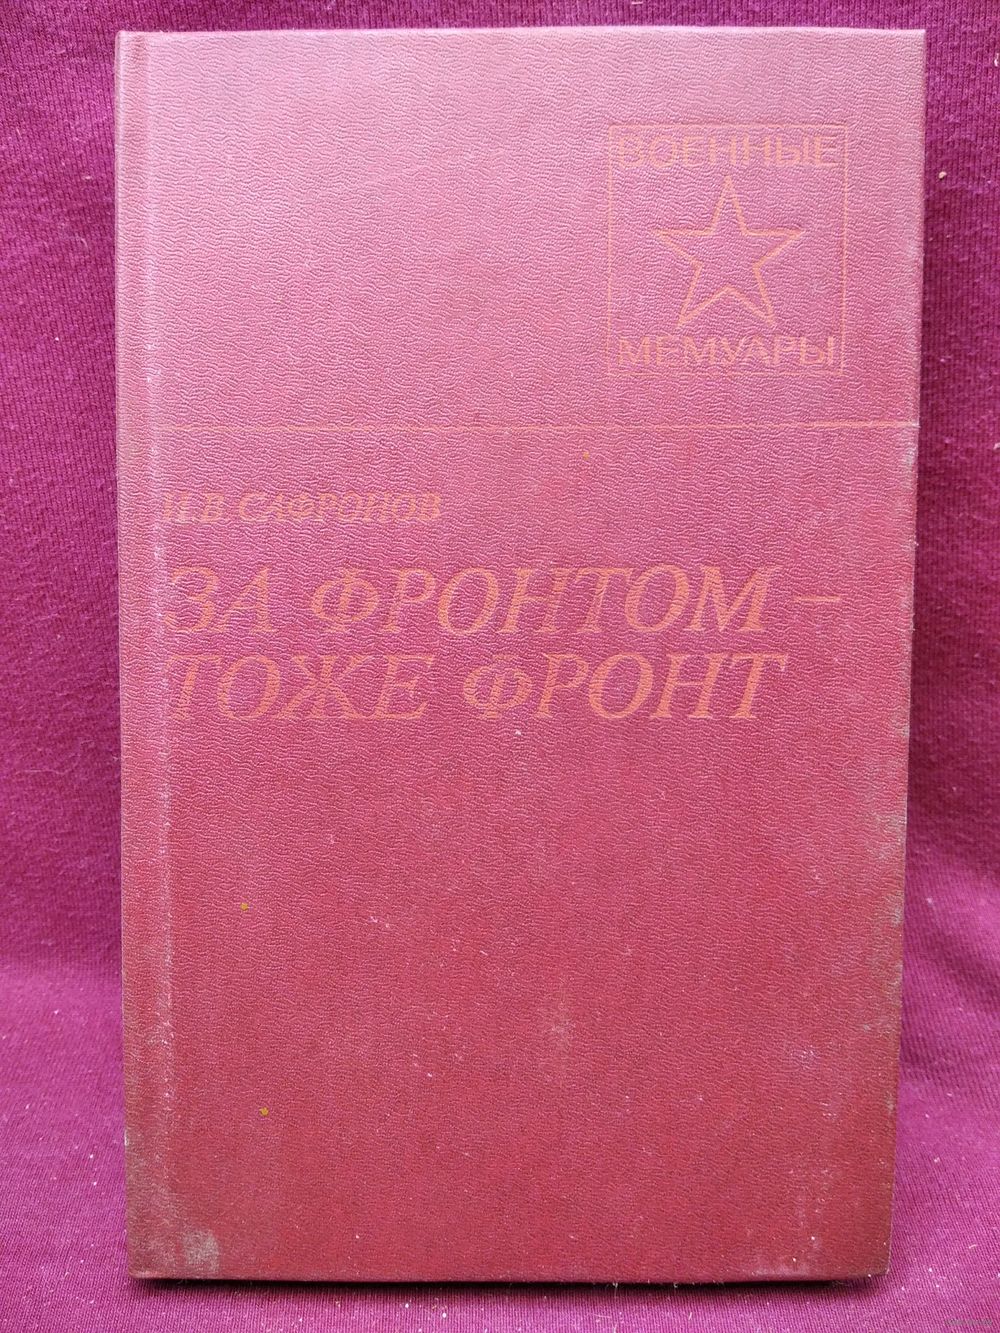 ВОЕННЫЕ
МЕМУАРЫ
И. В. САФРОНОВ
ЗА ФРОНТОМ –
ТОЖЕ ФРОНТ